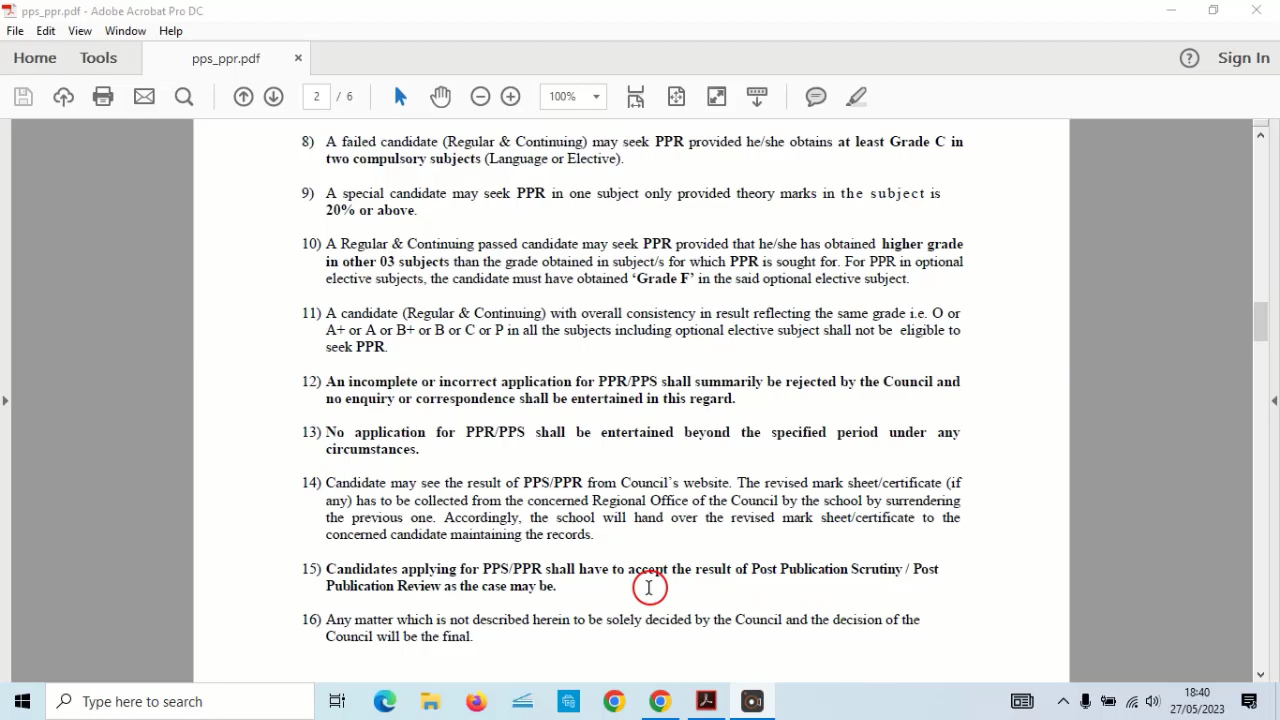 pps_ppr.pdf - Adobe Acrobat Pro DC
File Edit View Window Help
Home Tools pps_ppr.pdf × Sign In
2 / 6 100%
8) A failed candidate (Regular & Continuing) may seek PPR provided he/she obtains at least Grade C in
two compulsory subjects (Language or Elective).
9) A special candidate may seek PPR in one subject only provided theory marks in the subject is
20% or above.
10) A Regular & Continuing passed candidate may seek PPR provided that he/she has obtained higher grade
in other 03 subjects than the grade obtained in subject/s for which PPR is sought for. For PPR in optional
elective subjects, the candidate must have obtained ‘Grade F’ in the said optional elective subject.
11) A candidate (Regular & Continuing) with overall consistency in result reflecting the same grade i.e. O or
A+ or A or B+ or B or C or P in all the subjects including optional elective subject shall not be eligible to
seek PPR.
12) An incomplete or incorrect application for PPR/PPS shall summarily be rejected by the Council and
no enquiry or correspondence shall be entertained in this regard.
13) No application for PPR/PPS shall be entertained beyond the specified period under any
circumstances.
14) Candidate may see the result of PPS/PPR from Council’s website. The revised mark sheet/certificate (if
any) has to be collected from the concerned Regional Office of the Council by the school by surrendering
the previous one. Accordingly, the school will hand over the revised mark sheet/certificate to the
concerned candidate maintaining the records.
15) Candidates applying for PPS/PPR shall have to accept the result of Post Publication Scrutiny / Post
Publication Review as the case may be.
16) Any matter which is not described herein to be solely decided by the Council and the decision of the
Council will be the final.
Type here to search
18:40
27/05/2023